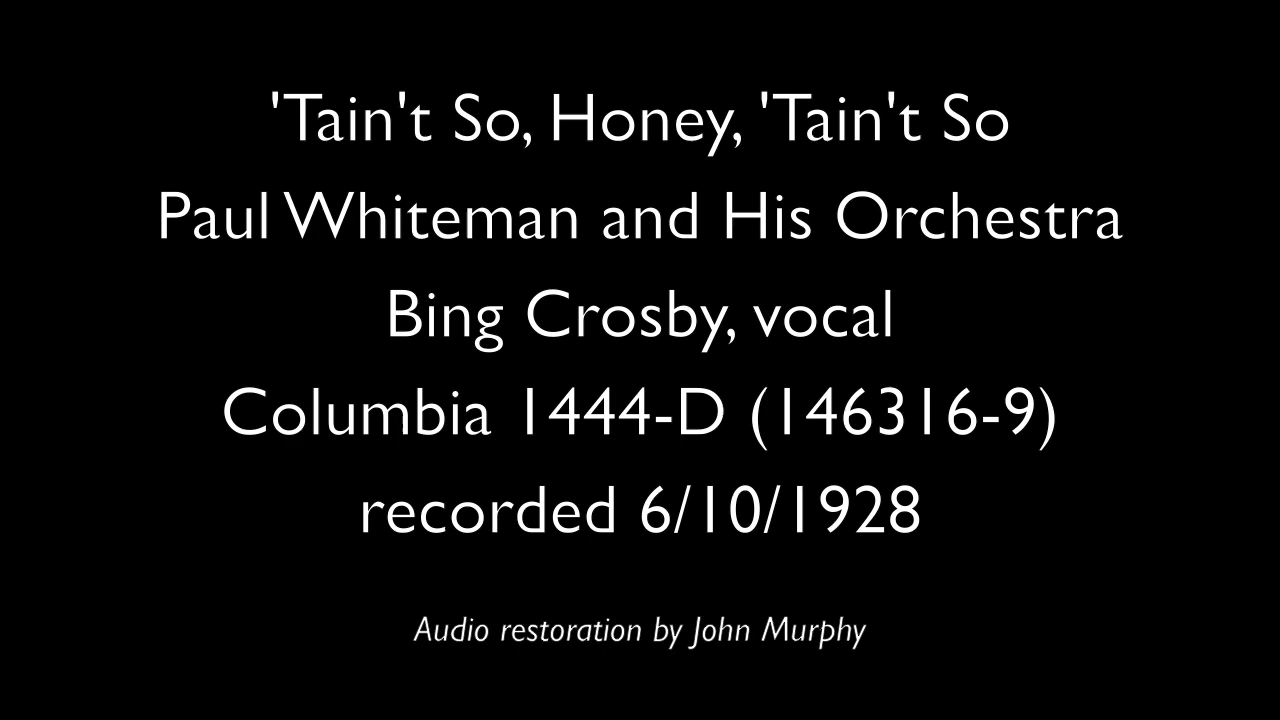 'Tain't So, Honey, 'Tain't So
Paul Whiteman and His Orchestra
Bing Crosby, vocal
Columbia 1444-D (146316-9)
recorded 6/10/1928
Audio restoration by John Murphy